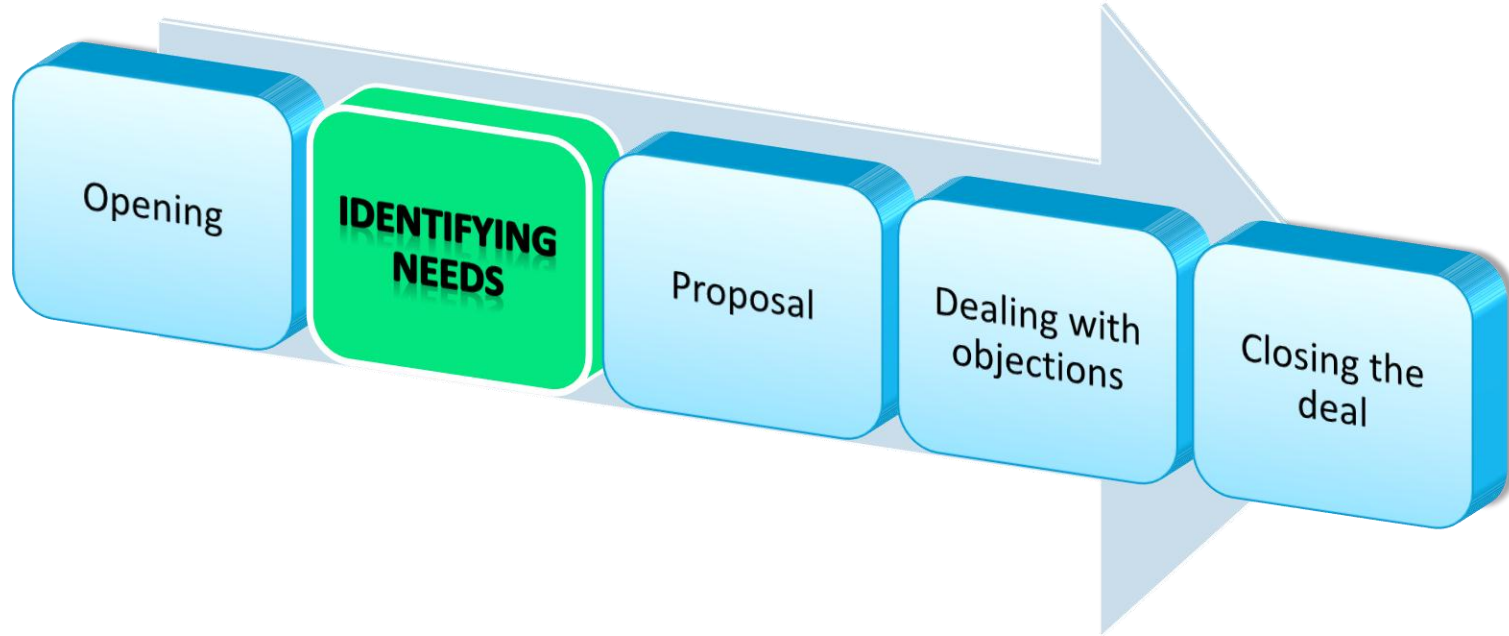 Opening
IDENTIFYING
NEEDS
Proposal
Dealing with
objections
Closing the
deal